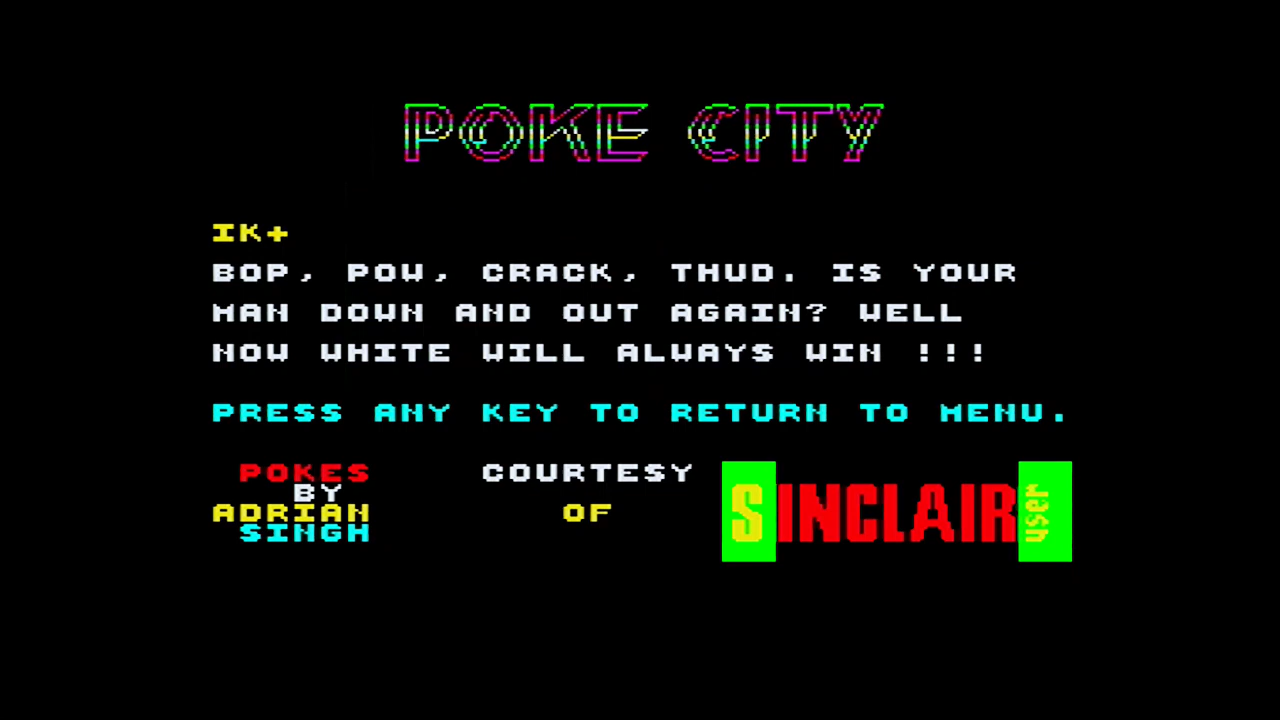 POKE CITY
IK+
BOP, POW, CRACK, THUD. IS YOUR
MAN DOWN AND OUT AGAIN? WELL
NOW WHITE WILL ALWAYS WIN !!!
PRESS ANY KEY TO RETURN TO MENU.
POKES
BY
ADRIAN
SINGH
COURTESY
OF
SINCLAIR
user